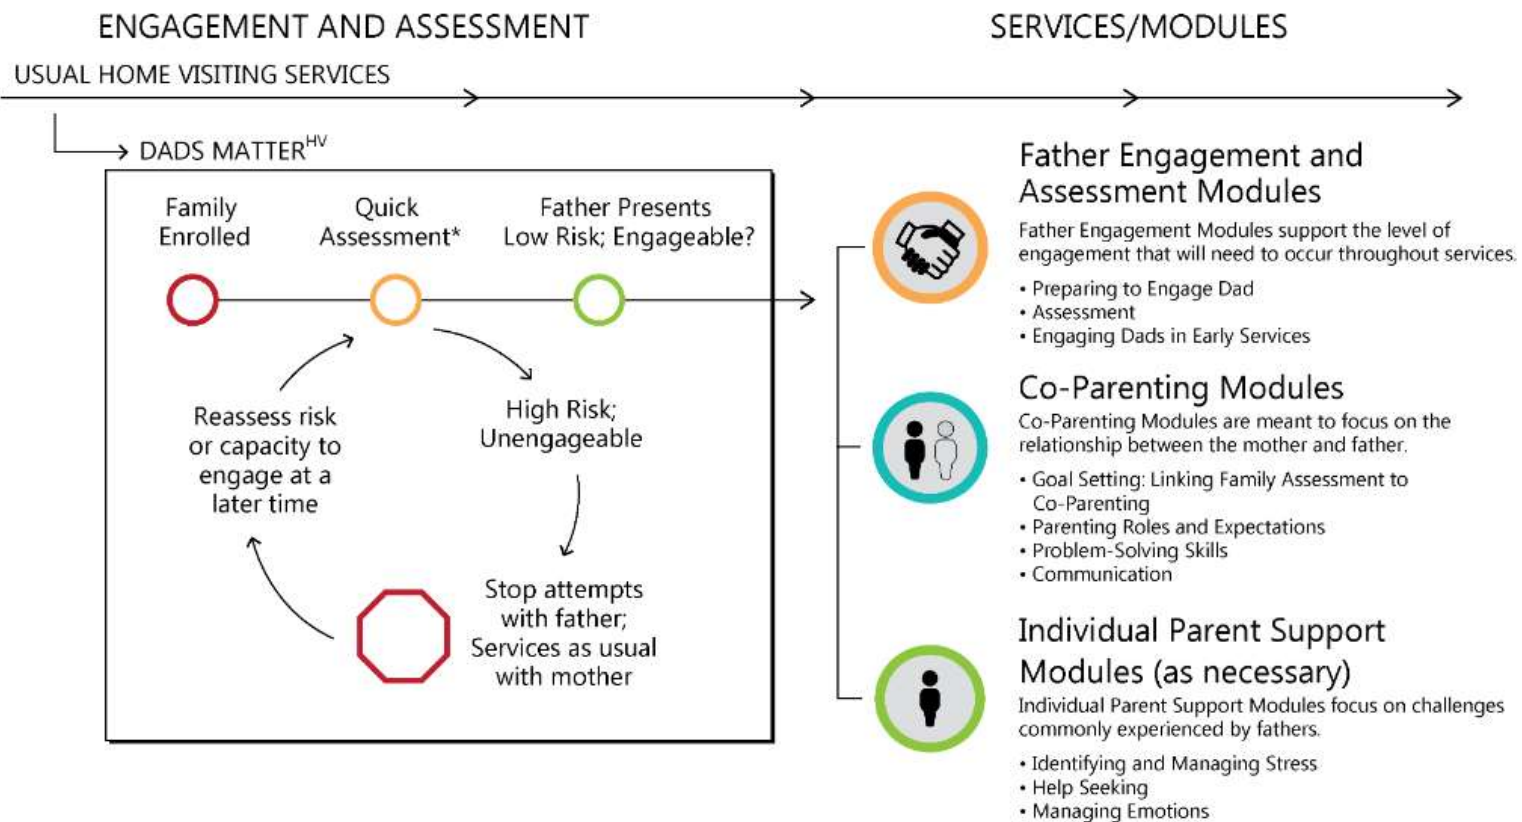 ENGAGEMENT AND ASSESSMENT
SERVICES/MODULES
USUAL HOME VISITING SERVICES
DADS MATTERHV
Family
Enrolled
Quick
Assessment*
Father Presents
Low Risk; Engageable?
High Risk;
Unengageable
Stop attempts
with father;
Services as usual
with mother
Reassess risk
or capacity to
engage at a
later time
Father Engagement and
Assessment Modules
Father Engagement Modules support the level of
engagement that will need to occur throughout services.
• Preparing to Engage Dad
• Assessment
• Engaging Dads in Early Services
Co-Parenting Modules
Co-Parenting Modules are meant to focus on the
relationship between the mother and father.
• Goal Setting: Linking Family Assessment to
Co-Parenting
• Parenting Roles and Expectations
• Problem-Solving Skills
• Communication
Individual Parent Support
Modules (as necessary)
Individual Parent Support Modules focus on challenges
commonly experienced by fathers.
• Identifying and Managing Stress
• Help Seeking
• Managing Emotions